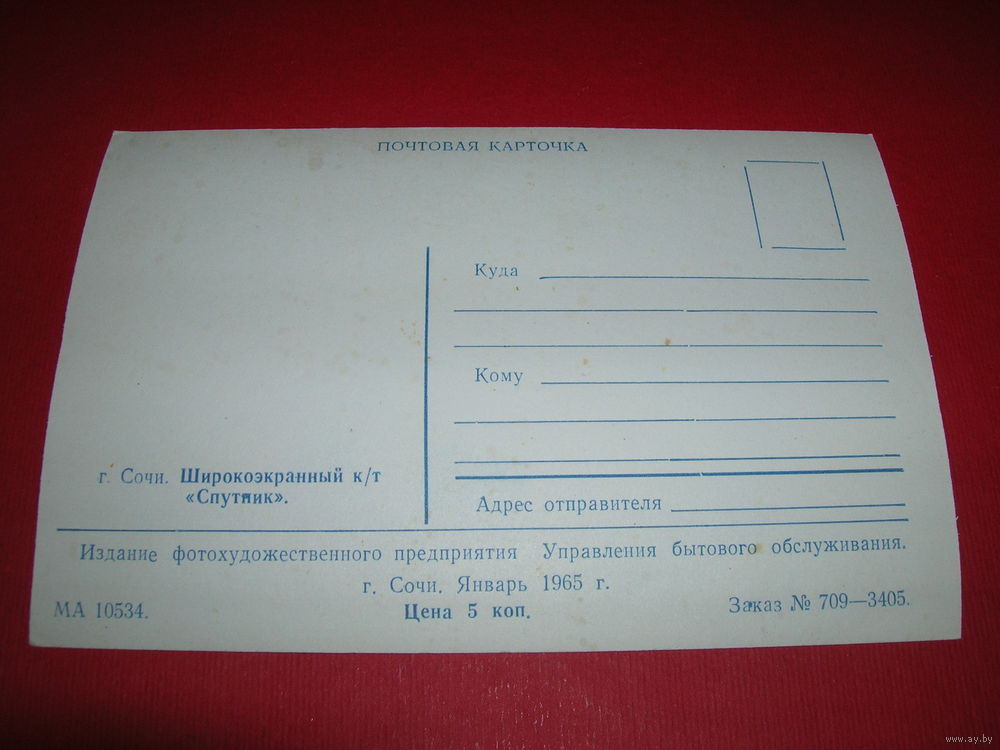 ПОЧТОВАЯ КАРТОЧКА
Куда
Кому
г. Сочи. Широкоэкранный к/т
«Спутник».
Адрес отправителя
Издание фотохудожественного предприятия Управления бытового обслуживания.
г. Сочи. Январь 1965 г.
МА 10534.
Цена 5 коп.
Заказ № 709—3405.
www.ay.by